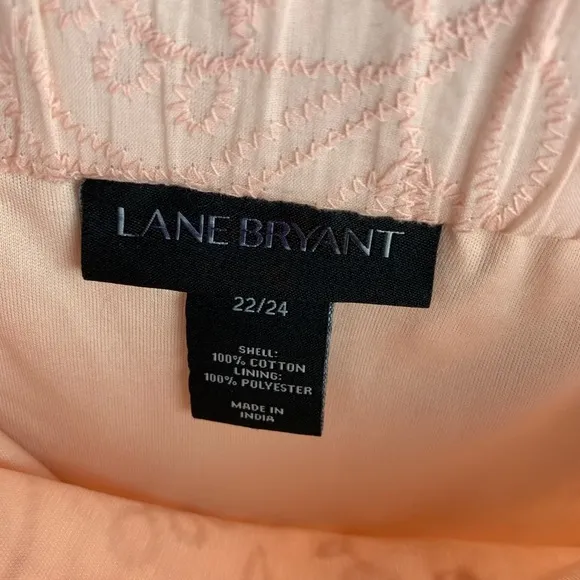 LANE BRYANT
22/24
SHELL:
100% COTTON
LINING:
100% POLYESTER
MADE IN
INDIA